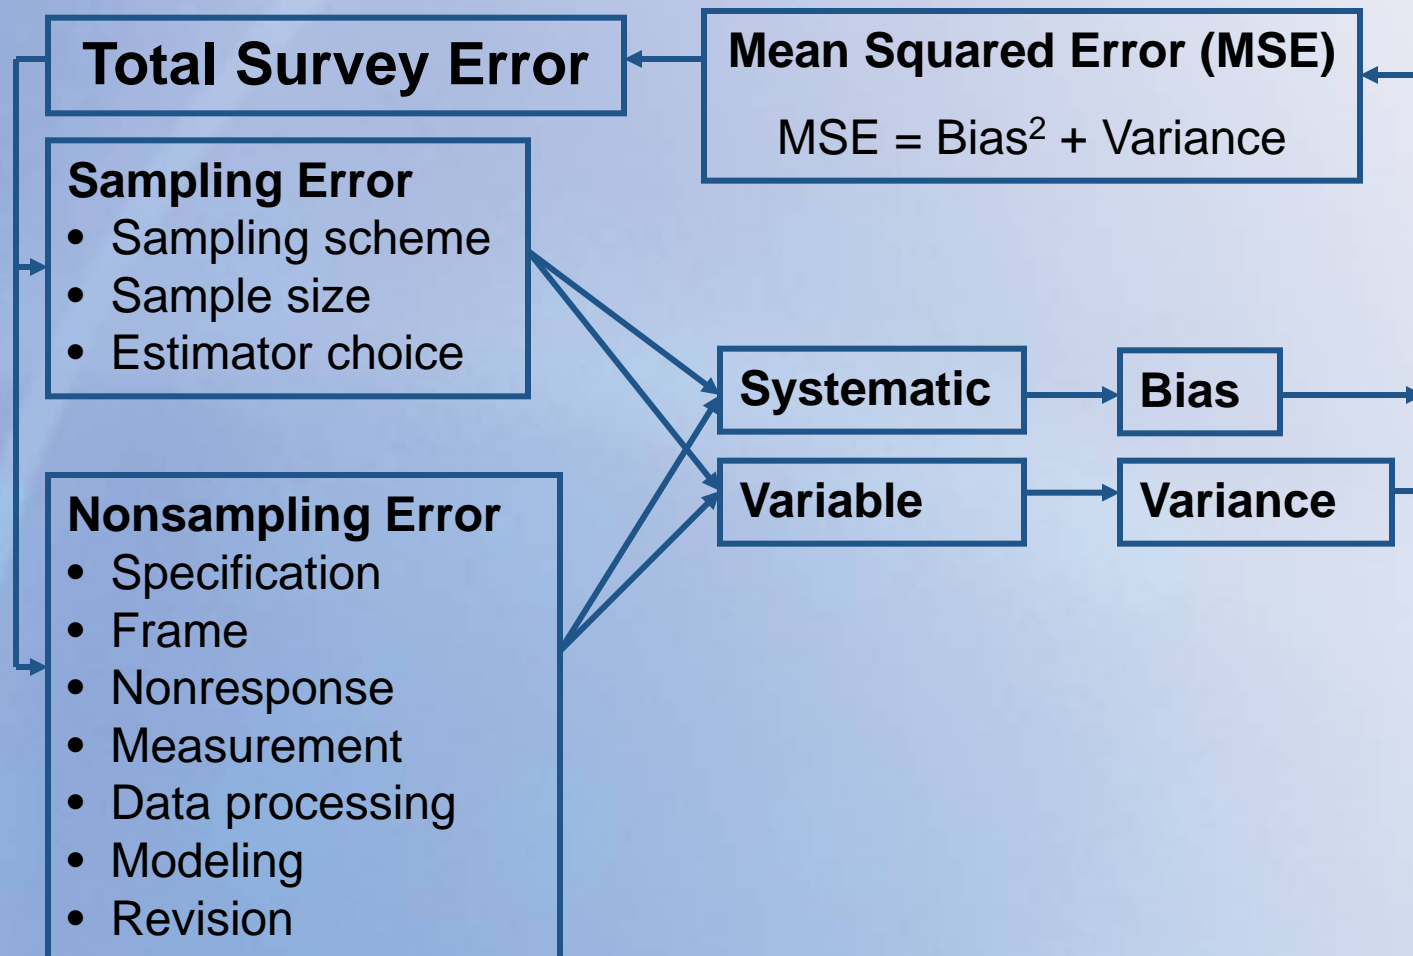 Total Survey Error
Mean Squared Error (MSE)
MSE = Bias² + Variance
Sampling Error
• Sampling scheme
• Sample size
• Estimator choice
Systematic
Bias
Variable
Variance
Nonsampling Error
• Specification
• Frame
• Nonresponse
• Measurement
• Data processing
• Modeling
• Revision